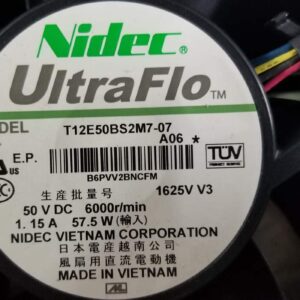 Nidec
UltraFlo™
DEL T12E50BS2M7-07
A06 *
E.P.
TÜV
B6PVV2BNCFM
生産批量号 1625V V3
50 V DC 6000r/min
1. 15 A 57.5 W(輸入)
NIDEC VIETNAM CORPORATION
日本電産越南公司
風扇用直流電動機
MADE IN VIETNAM